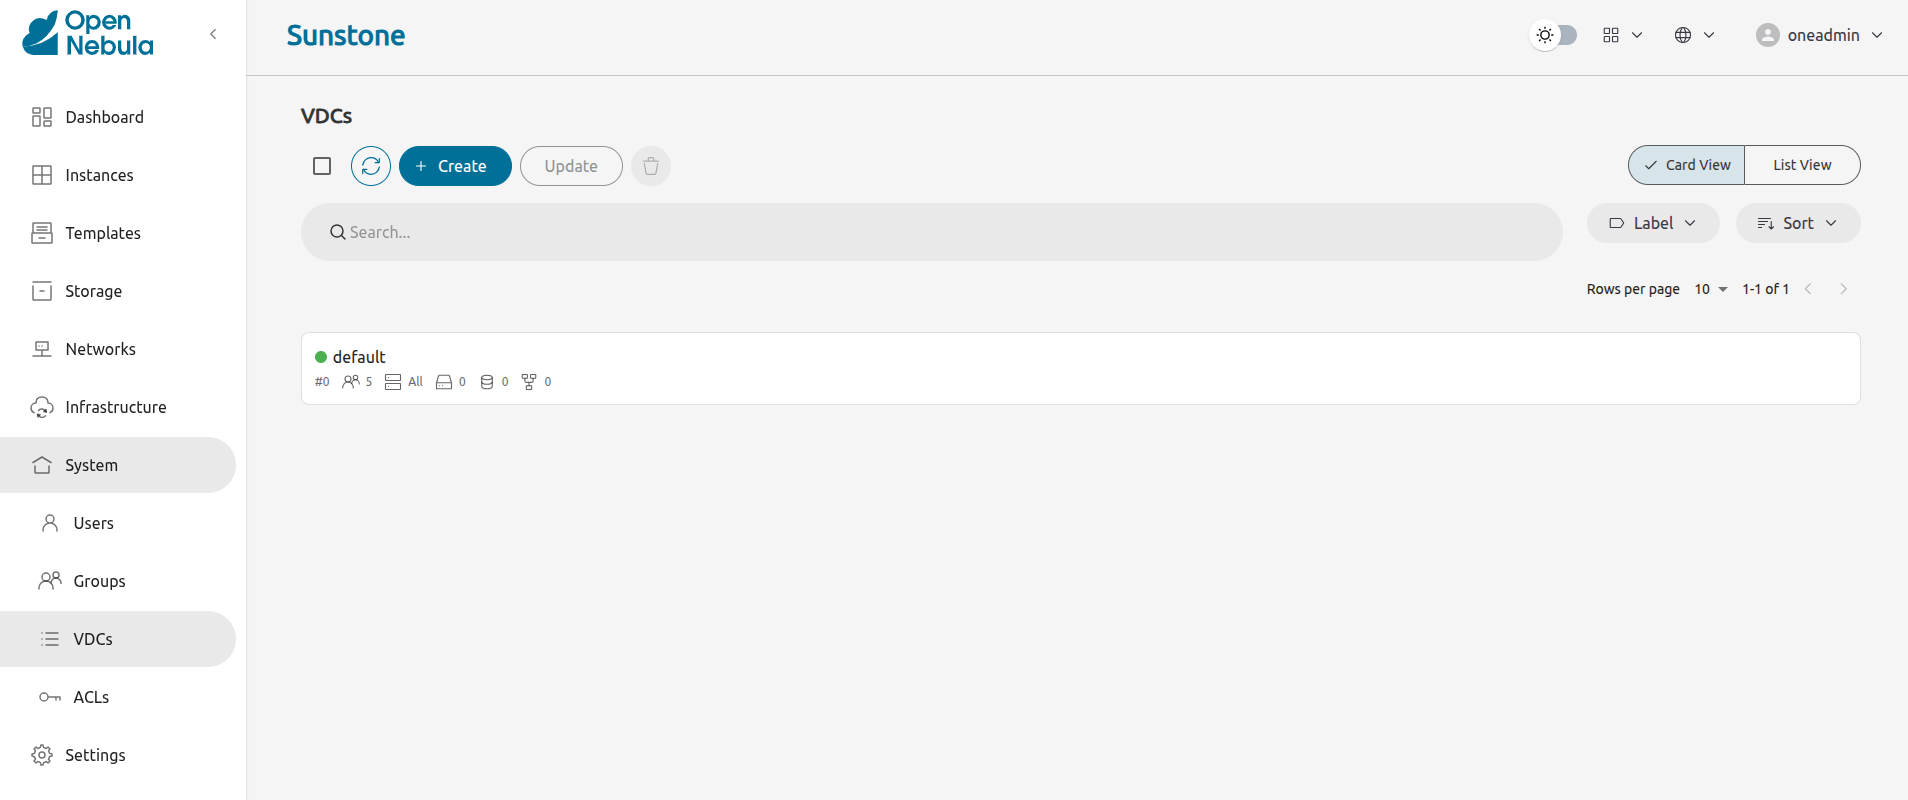 Open
Nebula
Sunstone
oneadmin
Dashboard
Instances
Templates
Storage
Networks
Infrastructure
System
Users
Groups
VDCs
ACLs
Settings
VDCs
+ Create
Update
Card View
List View
Search...
Label
Sort
Rows per page 10 1-1 of 1
default
#0 5 All 0 0 0